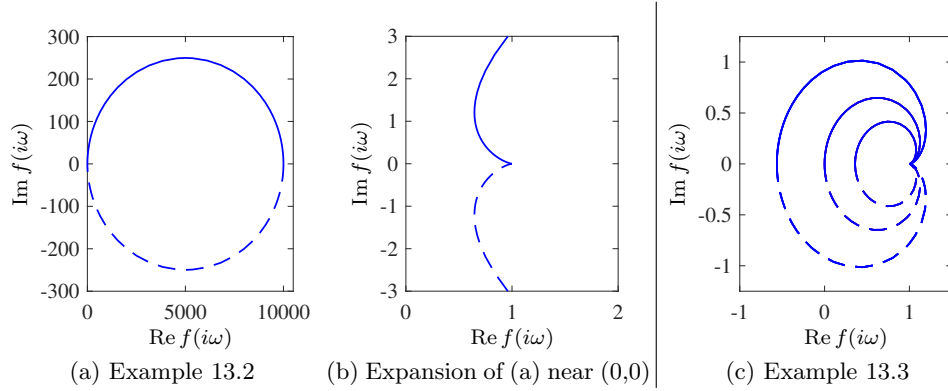 300
200
100
0
-100
-200
-300
0 5000 10000
Im f(iω)
Re f(iω)
(a) Example 13.2
3
2
1
0
-1
-2
-3
0 1 2
Im f(iω)
Re f(iω)
(b) Expansion of (a) near (0,0)
1
0.5
0
-0.5
-1
-1 0 1
Im f(iω)
Re f(iω)
(c) Example 13.3